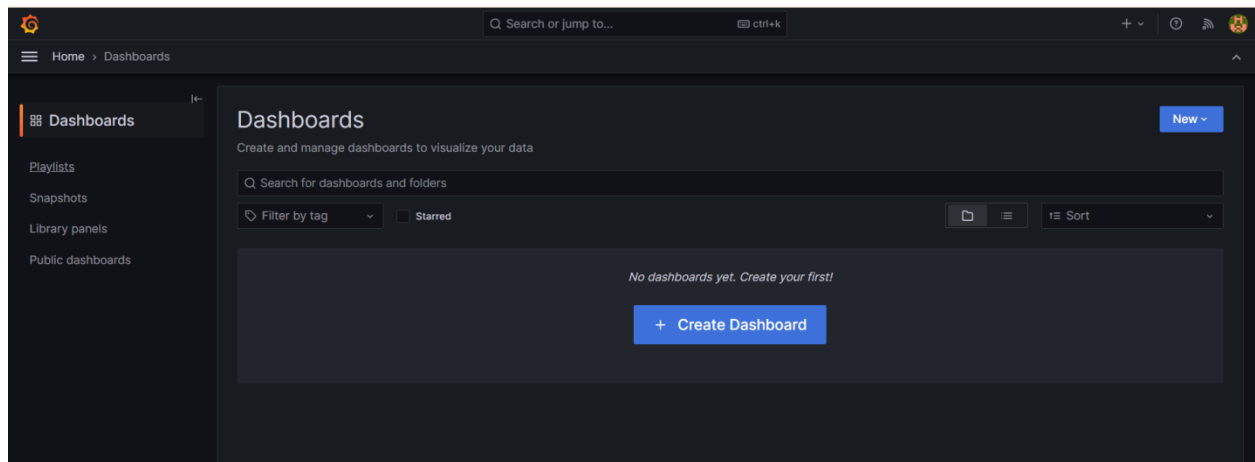 Search or jump to... ctrl+k
Home › Dashboards
Dashboards
Playlists
Snapshots
Library panels
Public dashboards
Dashboards
New
Create and manage dashboards to visualize your data
Search for dashboards and folders
Filter by tag Starred Sort
No dashboards yet. Create your first!
+ Create Dashboard